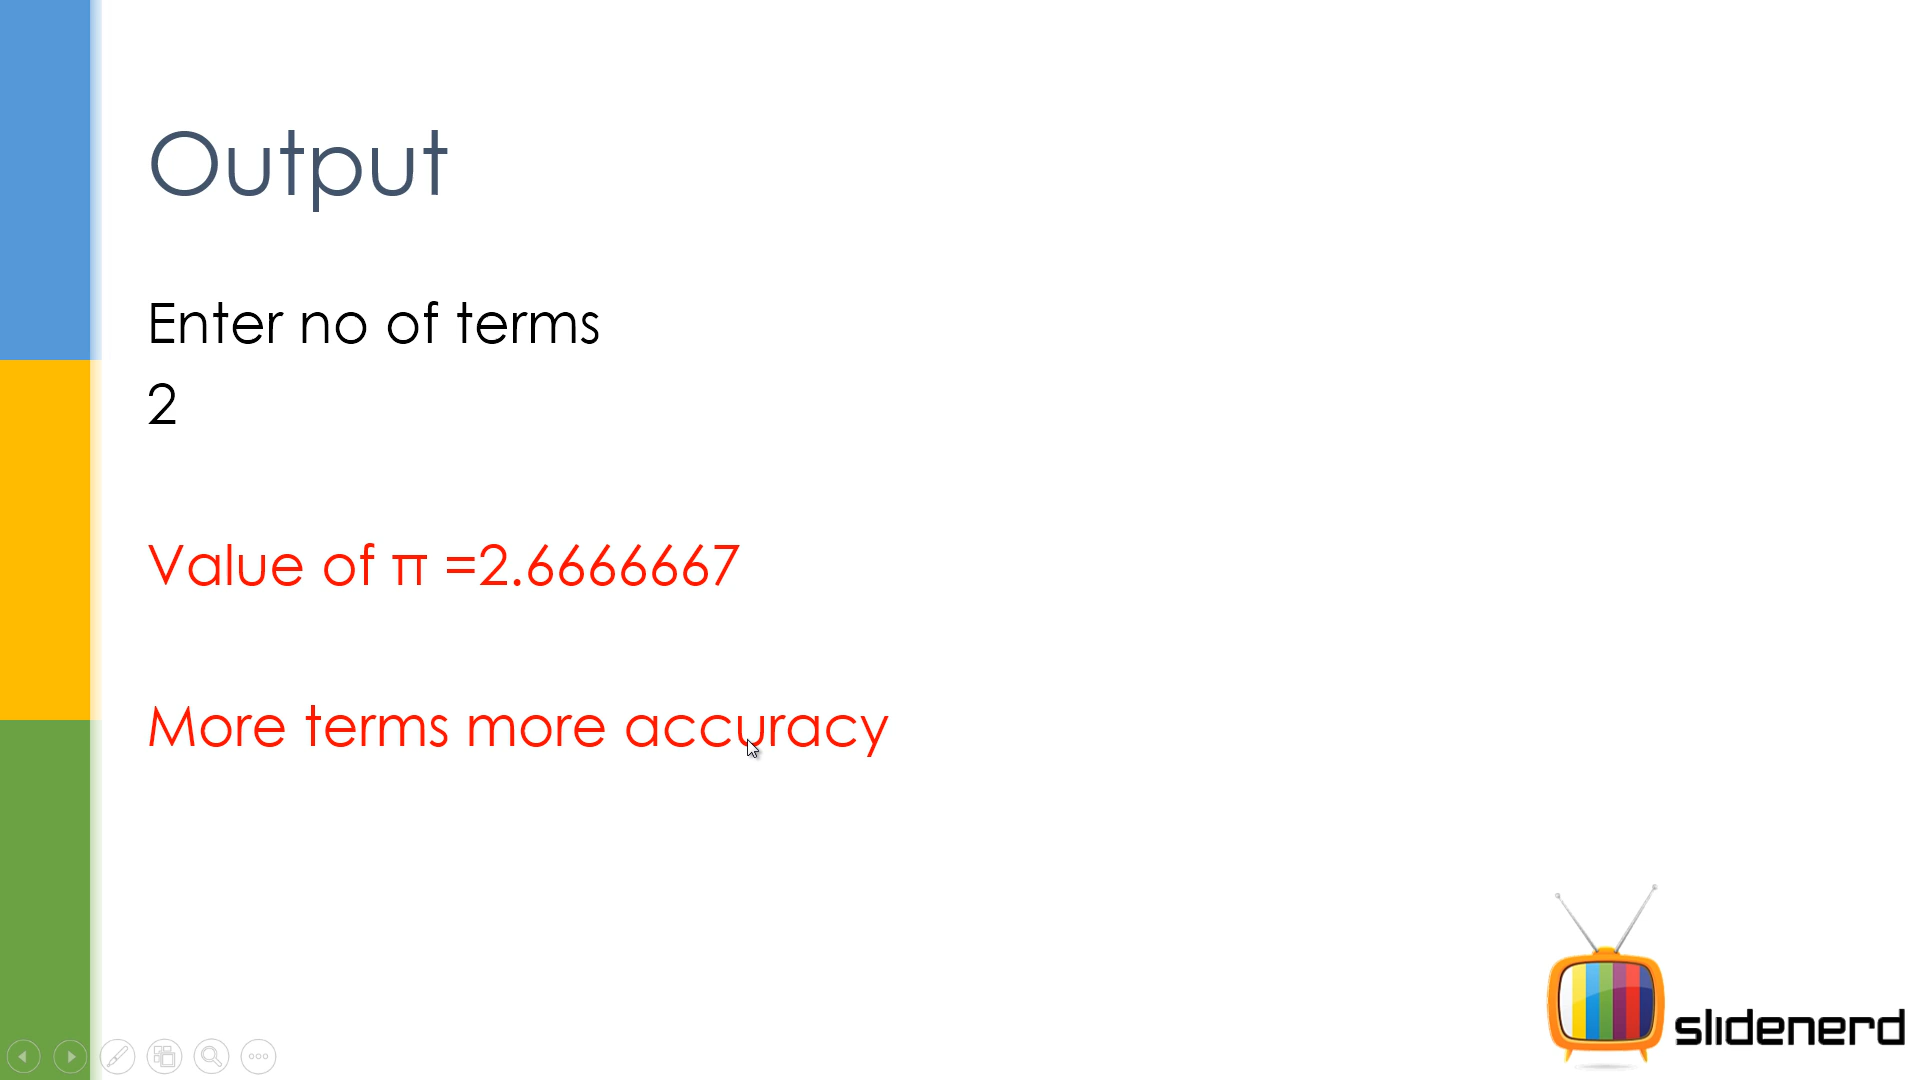 Output
Enter no of terms
2
Value of π =2.6666667
More terms more accuracy
slidenerd